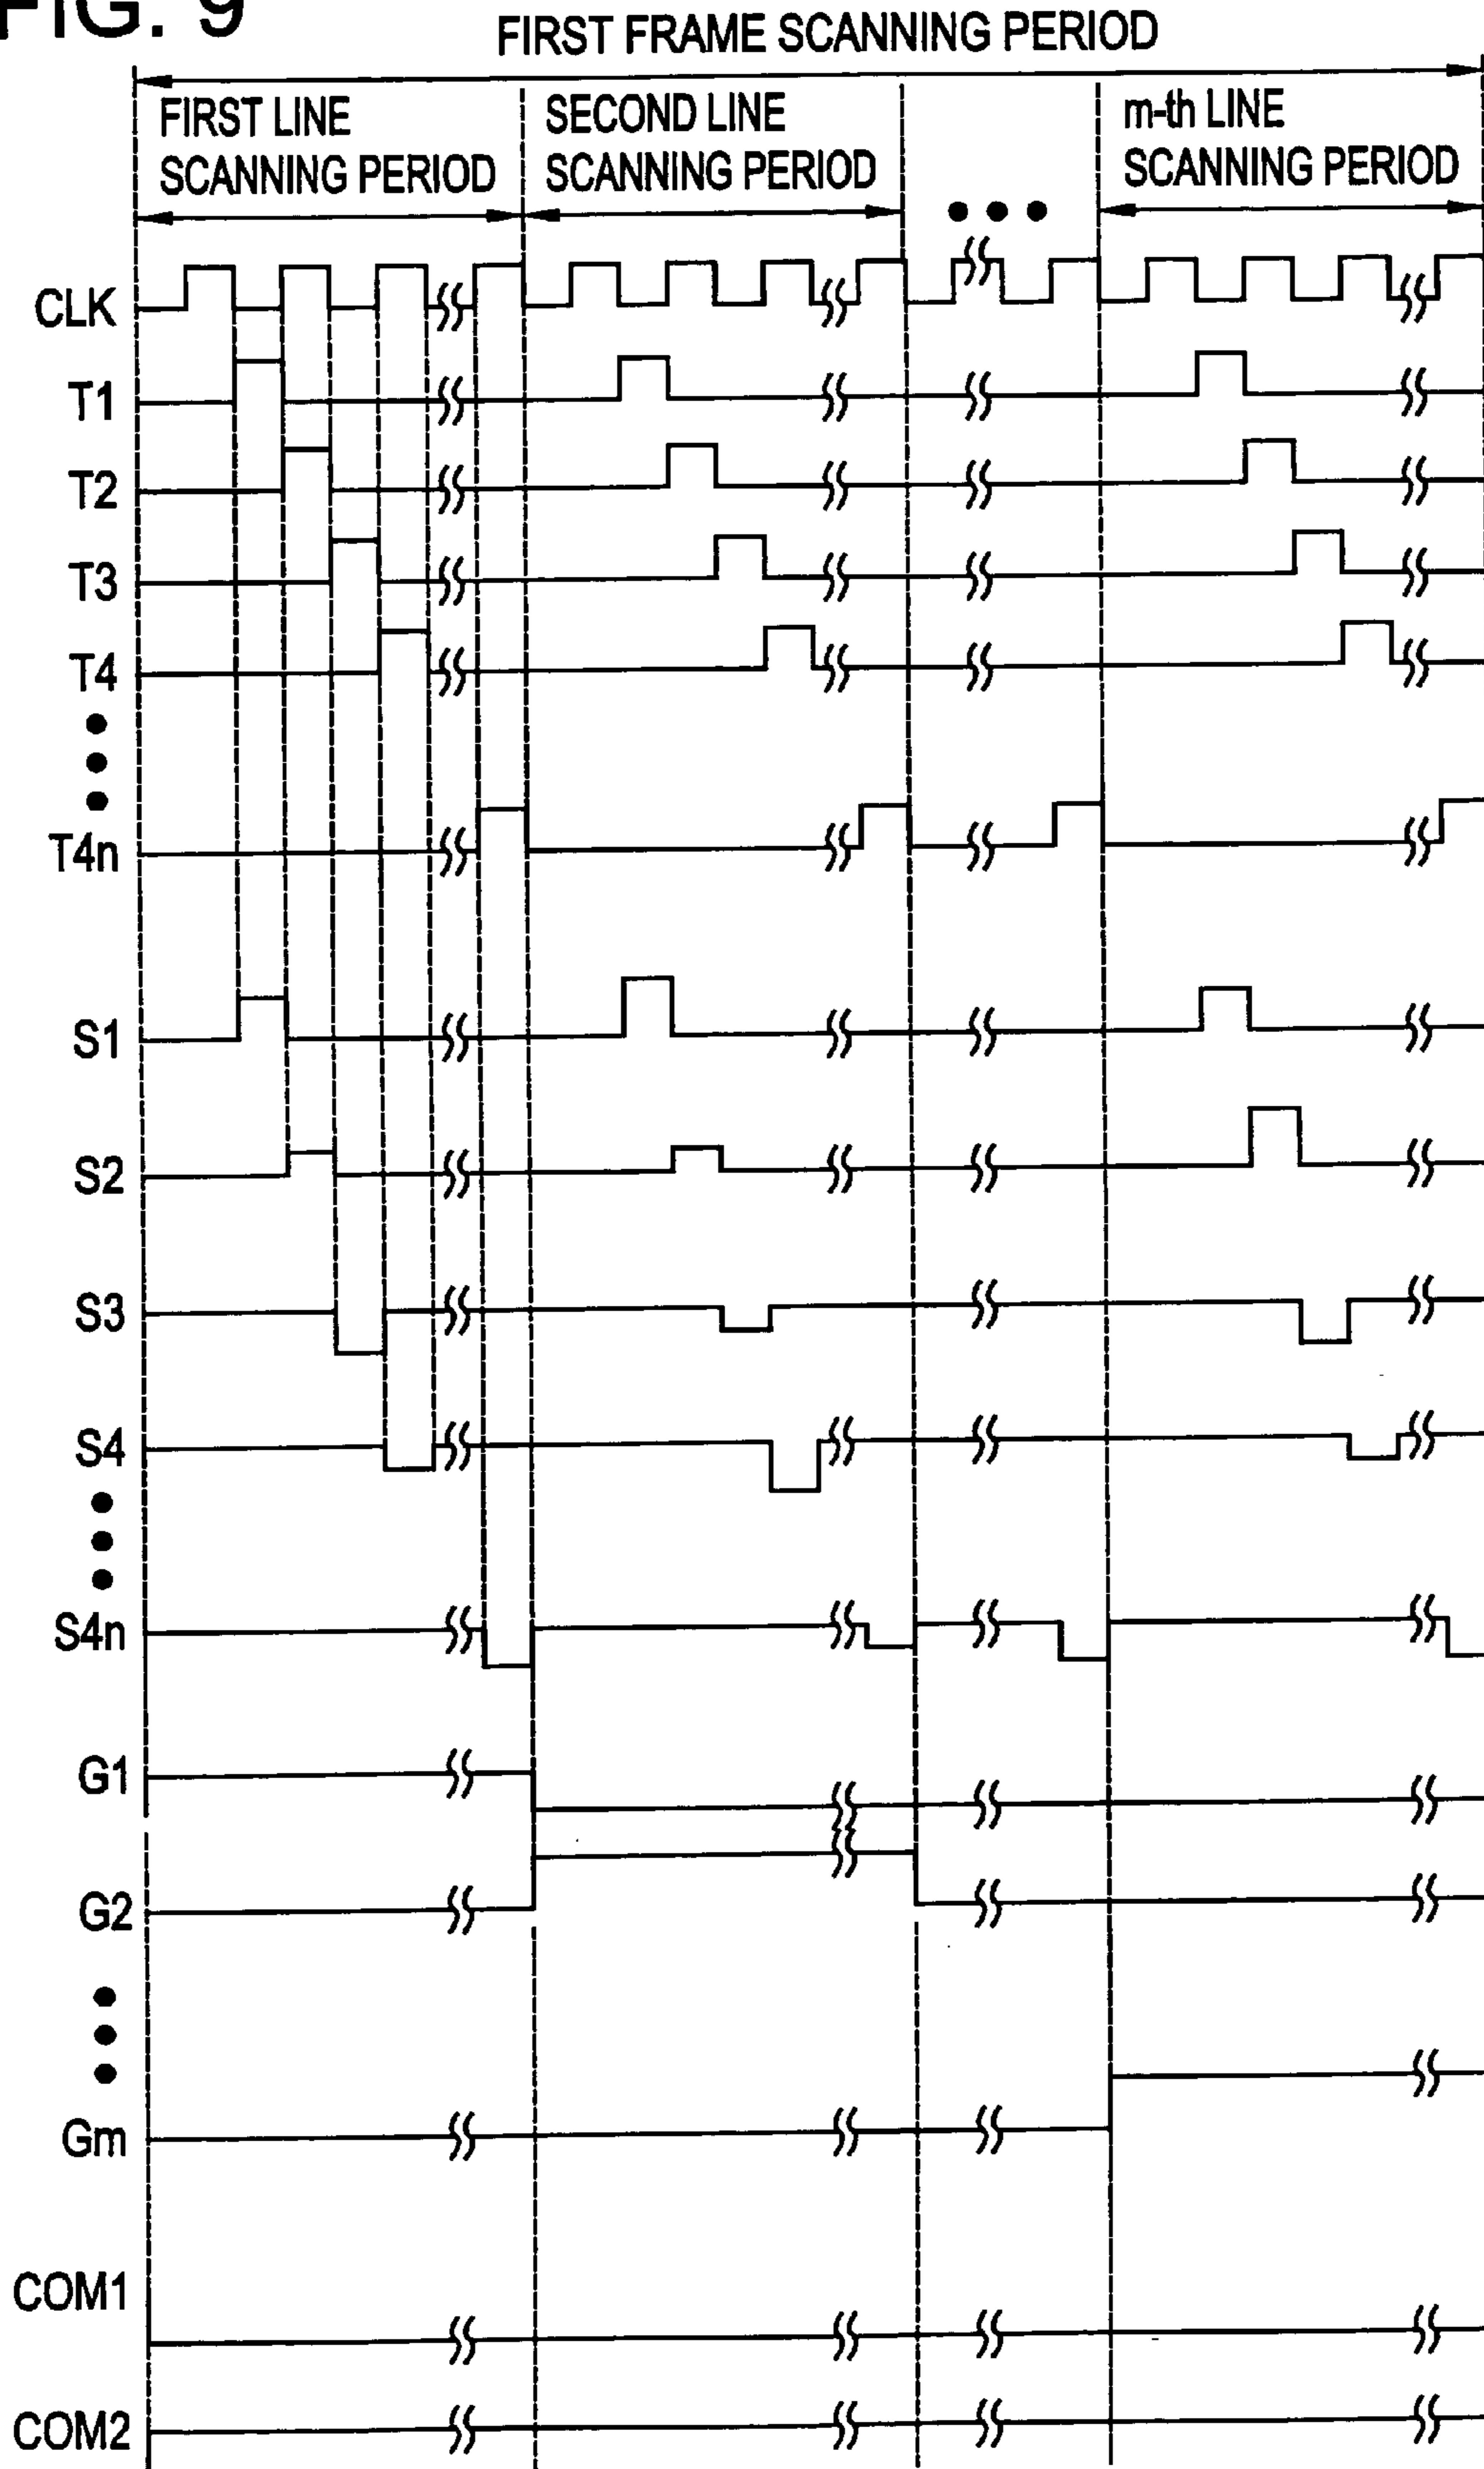 FIG. 9
FIRST FRAME SCANNING PERIOD
FIRST LINE
SCANNING PERIOD
SECOND LINE
SCANNING PERIOD
m-th LINE
SCANNING PERIOD
CLK
T1
T2
T3
T4
T4n
S1
S2
S3
S4
S4n
G1
G2
Gm
COM1
COM2